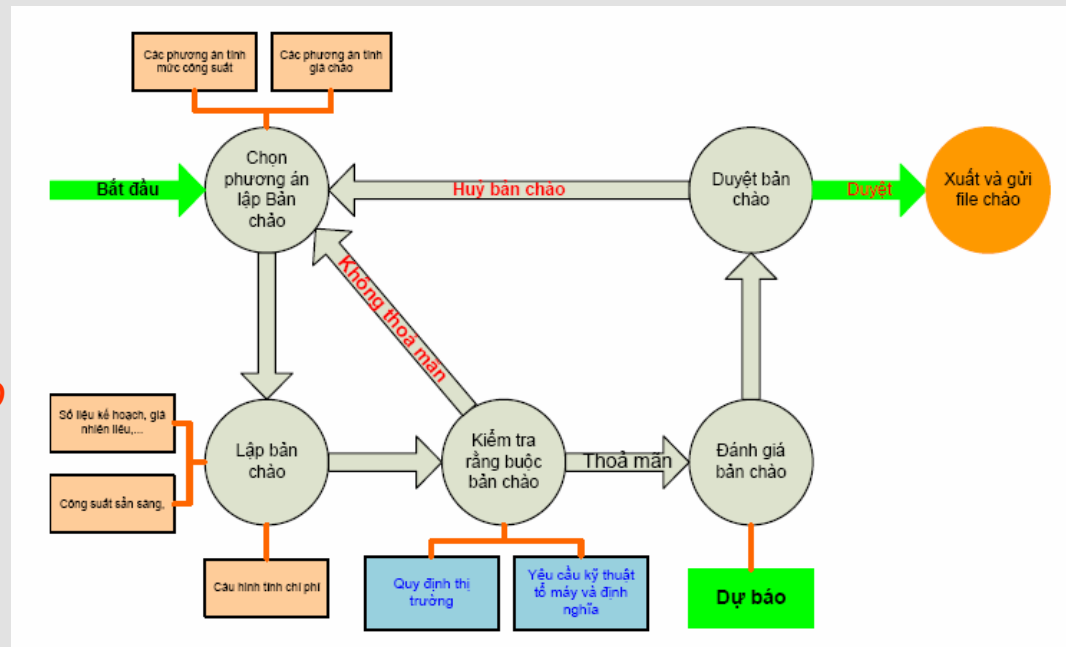 Các phương án tính
mức công suất
Các phương án tính
giá chào
Chọn
phương án
lập Bản
chảo
Bắt đầu
Huỷ bản chào
Duyệt bản
chào
Duyệt
Xuất và gửi
file chào
Không thoả mãn
Số liệu kế hoạch, giá
nhiên liệu,...
Công suất sẵn sàng,
Lập bản
chào
Kiểm tra
rằng buộc
bản chào
Thoả mãn
Đánh giá
bản chào
Cấu hình tính chi phí
Quy định thị
trường
Yêu cầu kỹ thuật
tổ máy và định
nghĩa
Dự báo